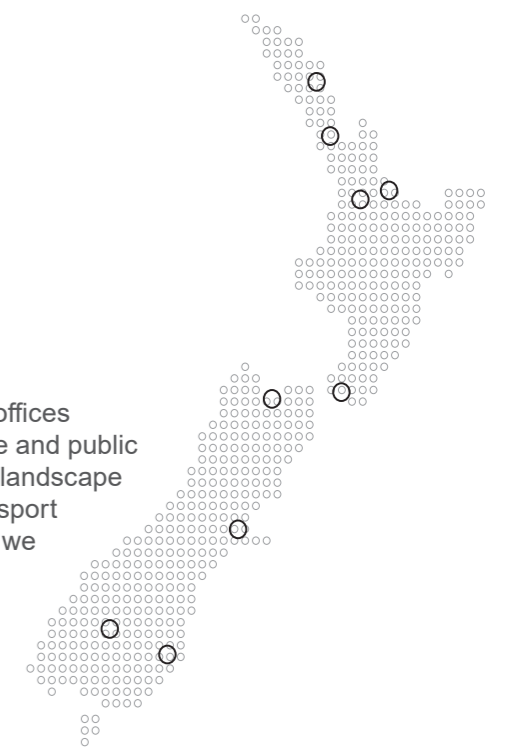 offices
e and public
landscape
sport
we